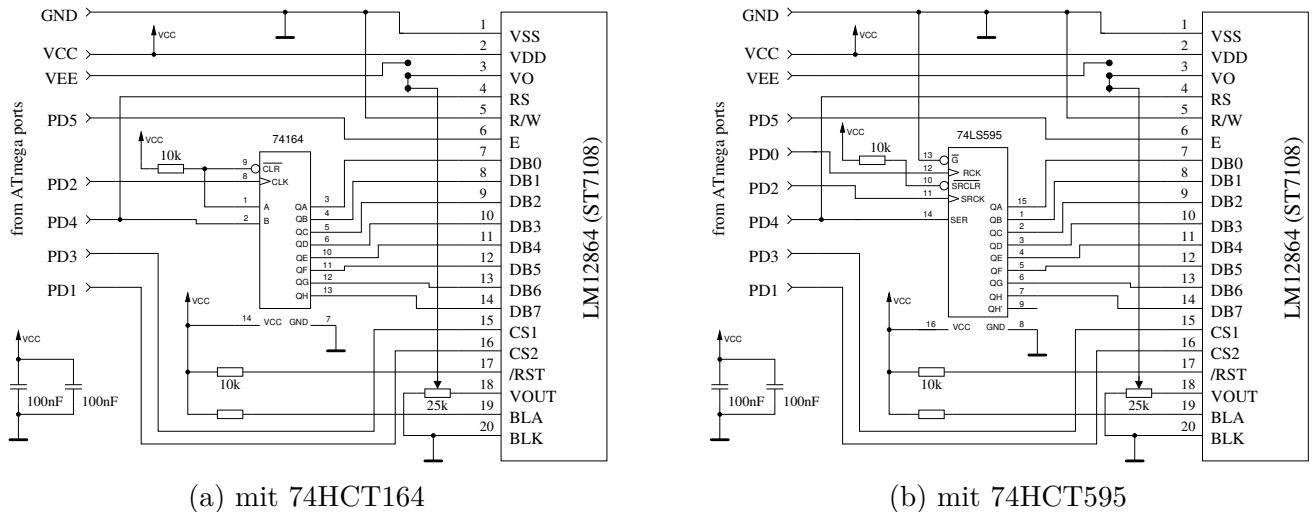 GND
VCC
VEE
PD5
PD2
PD4
PD3
PD1
from ATmega ports
VCC
VCC
10k
74164
9 CLR
8 CLK
1 A
2 B
QA 3
QB 4
QC 5
QD 6
QE 10
QF 11
QG 12
QH 13
14 VCC GND 7
VCC
10k
VCC
100nF 100nF
25k
1 VSS
2 VDD
3 VO
4 RS
5 R/W
6 E
7 DB0
8 DB1
9 DB2
10 DB3
11 DB4
12 DB5
13 DB6
14 DB7
15 CS1
16 CS2
17 /RST
18 VOUT
19 BLA
20 BLK
LM12864 (ST7108)
(a) mit 74HCT164
GND
VCC
VEE
PD5
PD0
PD2
PD4
PD3
PD1
from ATmega ports
VCC
VCC
10k
74LS595
13 G
12 RCK
10 SRCLR
11 SRCK
14 SER
QA 15
QB 1
QC 2
QD 3
QE 4
QF 5
QG 6
QH 7
QH' 9
16 VCC GND 8
VCC
10k
VCC
100nF 100nF
25k
1 VSS
2 VDD
3 VO
4 RS
5 R/W
6 E
7 DB0
8 DB1
9 DB2
10 DB3
11 DB4
12 DB5
13 DB6
14 DB7
15 CS1
16 CS2
17 /RST
18 VOUT
19 BLA
20 BLK
LM12864 (ST7108)
(b) mit 74HCT595